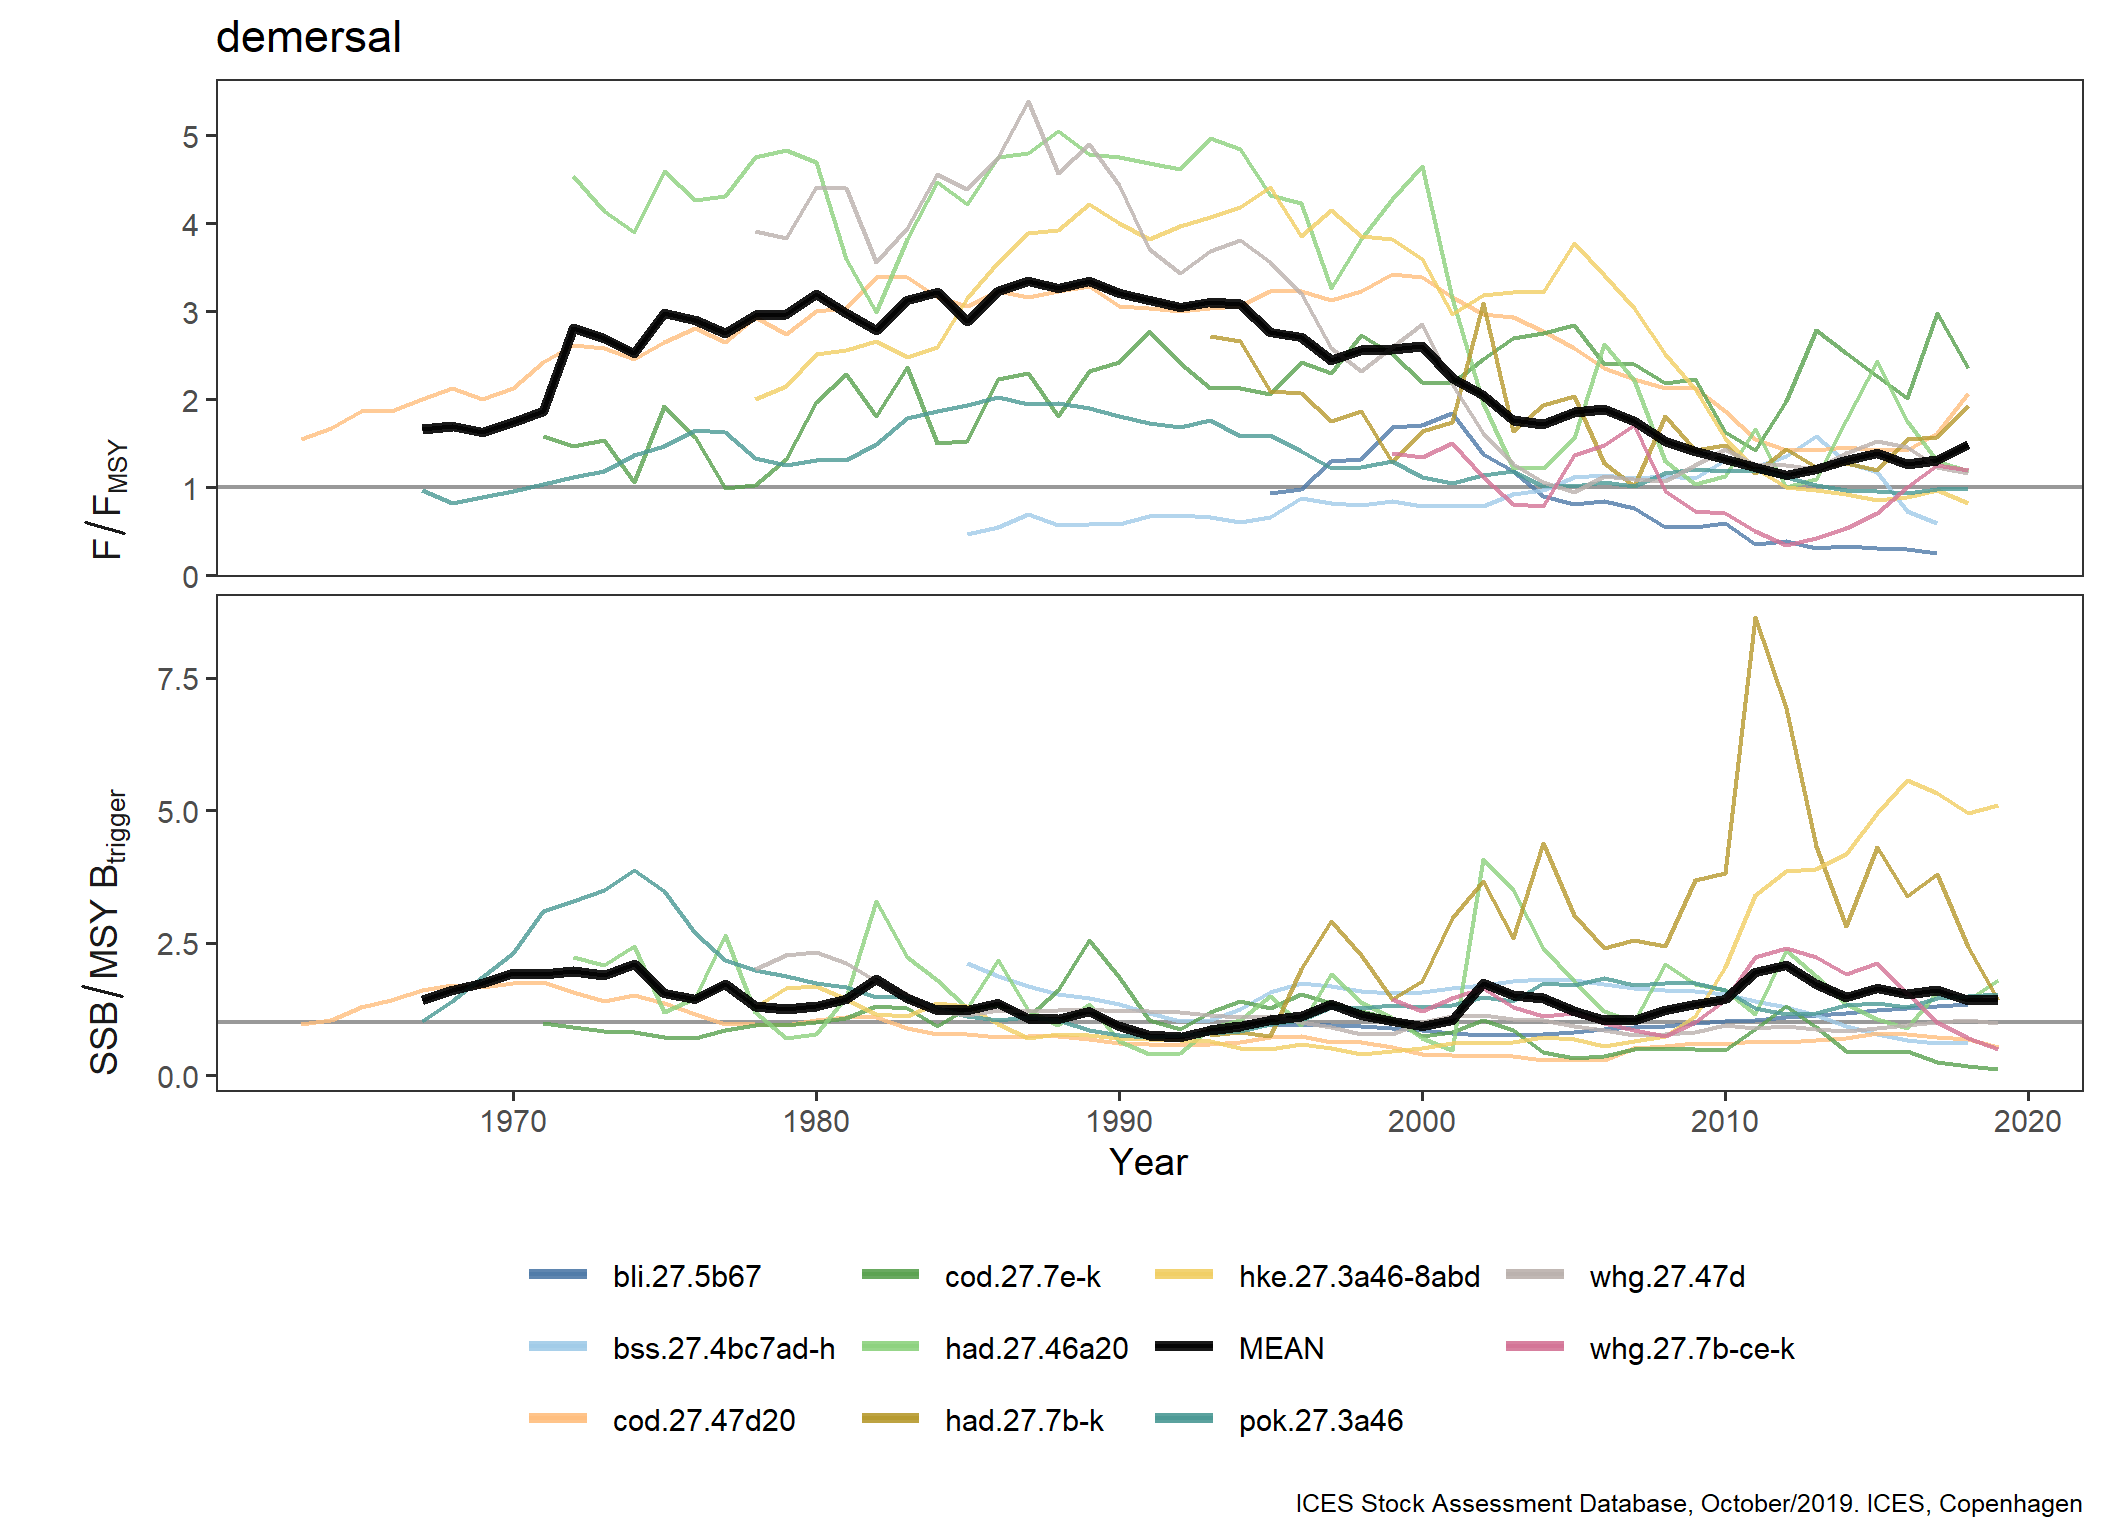 demersal
5
4
3
2
1
0
F/FMSY
7.5
5.0
2.5
0.0
SSB/MSY Btrigger
1970 1980 1990 2000 2010 2020
Year
bli.27.5b67 cod.27.7e-k hke.27.3a46-8abd whg.27.47d
bss.27.4bc7ad-h had.27.46a20 MEAN whg.27.7b-ce-k
cod.27.47d20 had.27.7b-k pok.27.3a46
ICES Stock Assessment Database, October/2019. ICES, Copenhagen